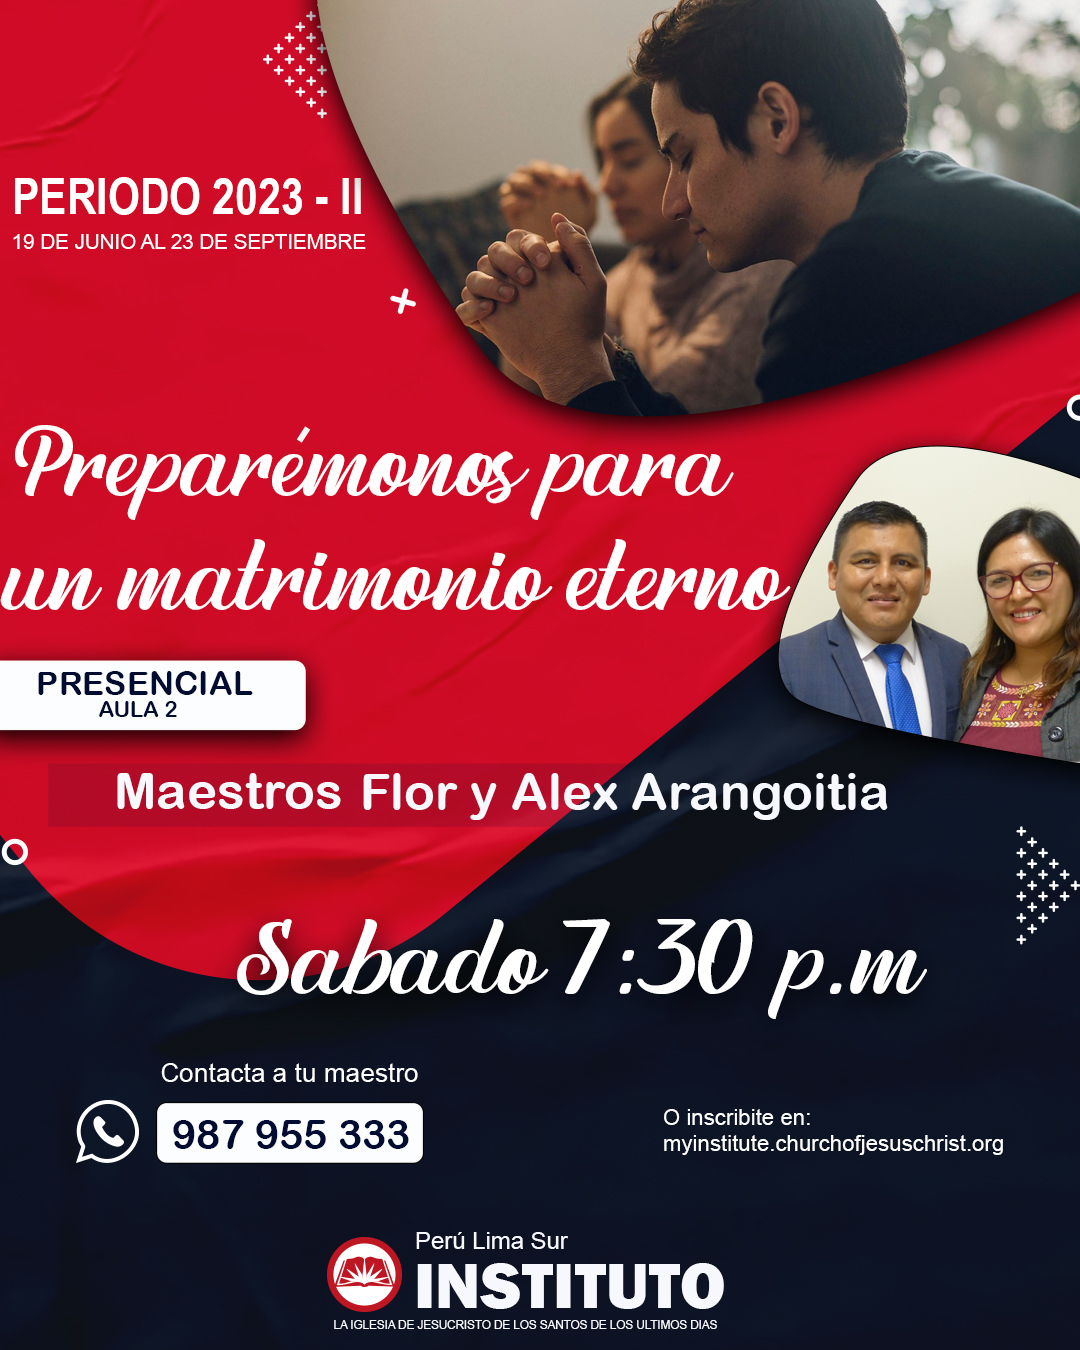 PERIODO 2023 - II
19 DE JUNIO AL 23 DE SEPTIEMBRE
Preparémonos para
un matrimonio eterno
PRESENCIAL
AULA 2
Maestros Flor y Alex Arangoitia
Sabado 7:30 p.m
Contacta a tu maestro
987 955 333
O inscribite en:
myinstitute.churchofjesuschrist.org
Perú Lima Sur
INSTITUTO
LA IGLESIA DE JESUCRISTO DE LOS SANTOS DE LOS ULTIMOS DIAS